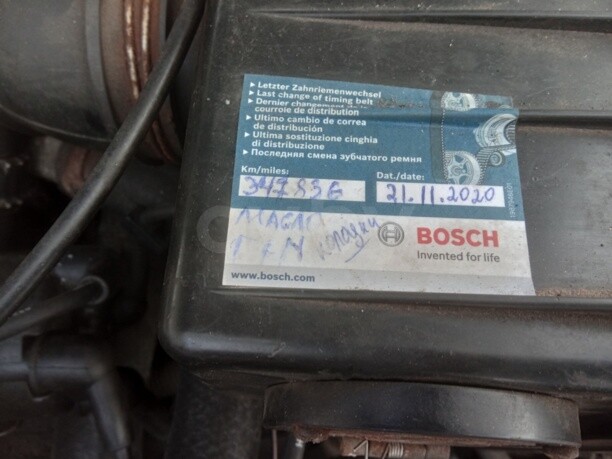 ▸ Letzter Zahnriemenwechsel
▸ Last change of timing belt
▸ Dernier changement de la
courroie de distribution
▸ Ultimo cambio de correa
de distribución
▸ Ultima sostituzione cinghia
di distribuzione
▸ Последняя смена зубчатого ремня
Km/miles: Dat./date:
347836 21.11.2020
колодки
BOSCH
Invented for life
www.bosch.com